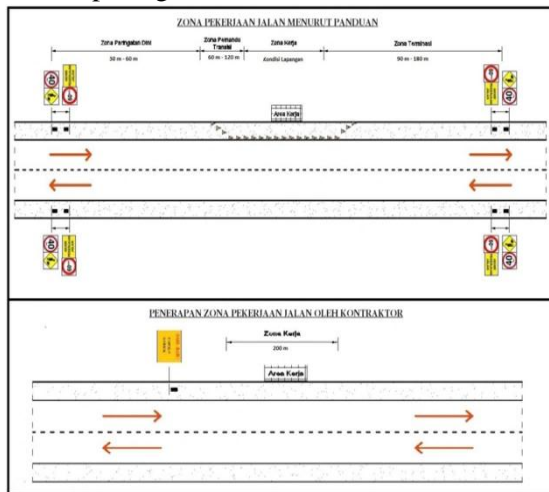 ZONA PEKERJAAN JALAN MENURUT PANDUAN
Zona Peringatan Dini
30 m - 60 m
Zona Pemandu
Transisi
60 m - 120 m
Zona Kerja
Kondisi Lapangan
Zona Terminasi
90 m - 180 m
40
40
Area Kerja
40
40
PENERAPAN ZONA PEKERJAAN JALAN OLEH KONTRAKTOR
Zona Kerja
200 m
Area Kerja